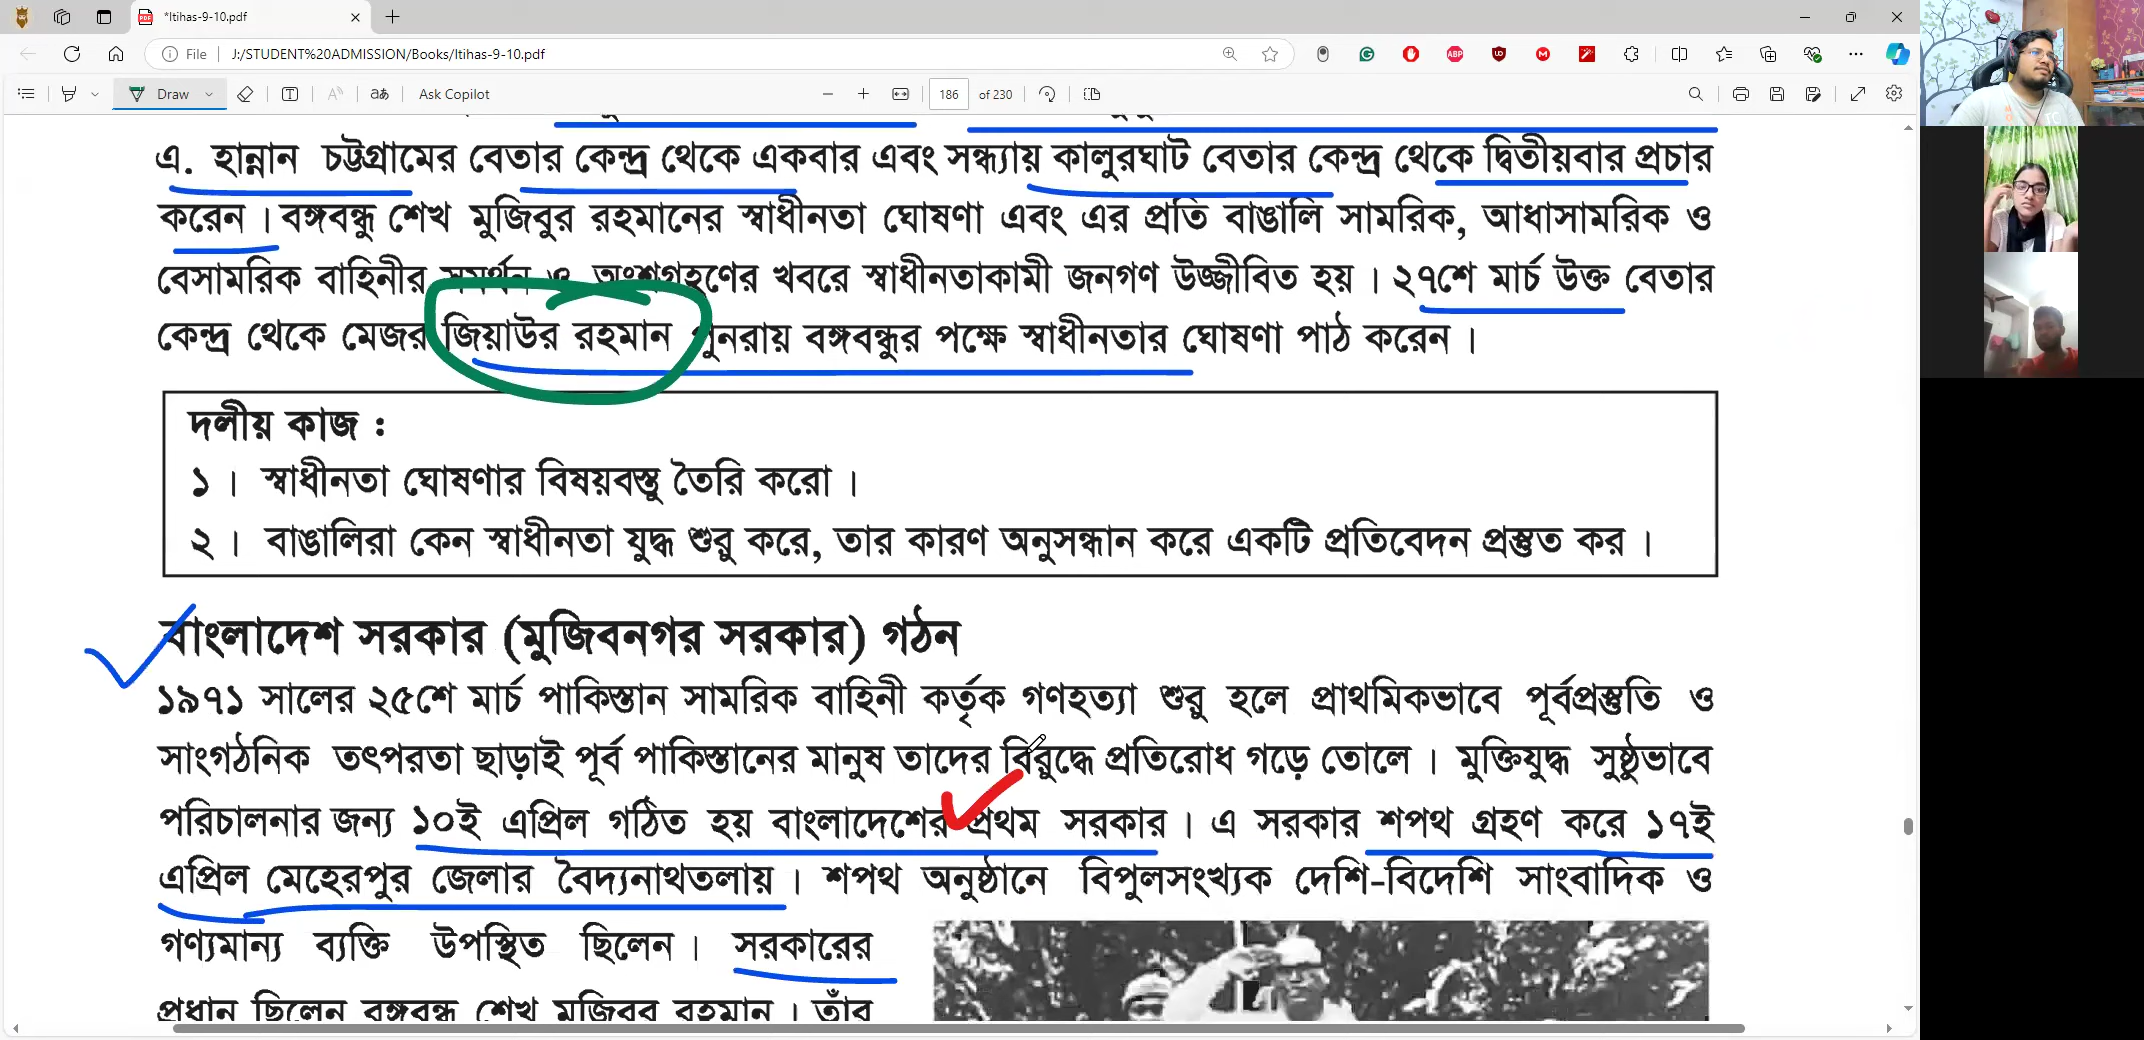 *Itihas-9-10.pdf
File J:/STUDENT%20ADMISSION/Books/Itihas-9-10.pdf
Draw Ask Copilot 186 of 230
এ. হান্নান চট্টগ্রামের বেতার কেন্দ্র থেকে একবার এবং সন্ধ্যায় কালুরঘাট বেতার কেন্দ্র থেকে দ্বিতীয়বার প্রচার
করেন। বঙ্গবন্ধু শেখ মুজিবুর রহমানের স্বাধীনতা ঘোষণা এবং এর প্রতি বাঙালি সামরিক, আধাসামরিক ও
বেসামরিক বাহিনীর সমর্থন ও অংশগ্রহণের খবরে স্বাধীনতাকামী জনগণ উজ্জীবিত হয়। ২৭শে মার্চ উক্ত বেতার
কেন্দ্র থেকে মেজর জিয়াউর রহমান পুনরায় বঙ্গবন্ধুর পক্ষে স্বাধীনতার ঘোষণা পাঠ করেন।
দলীয় কাজ :
১। স্বাধীনতা ঘোষণার বিষয়বস্তু তৈরি করো।
২। বাঙালিরা কেন স্বাধীনতা যুদ্ধ শুরু করে, তার কারণ অনুসন্ধান করে একটি প্রতিবেদন প্রস্তুত কর।
বাংলাদেশ সরকার (মুজিবনগর সরকার) গঠন
১৯৭১ সালের ২৫শে মার্চ পাকিস্তান সামরিক বাহিনী কর্তৃক গণহত্যা শুরু হলে প্রাথমিকভাবে পূর্বপ্রস্তুতি ও
সাংগঠনিক তৎপরতা ছাড়াই পূর্ব পাকিস্তানের মানুষ তাদের বিরুদ্ধে প্রতিরোধ গড়ে তোলে। মুক্তিযুদ্ধ সুষ্ঠুভাবে
পরিচালনার জন্য ১০ই এপ্রিল গঠিত হয় বাংলাদেশের প্রথম সরকার। এ সরকার শপথ গ্রহণ করে ১৭ই
এপ্রিল মেহেরপুর জেলার বৈদ্যনাথতলায়। শপথ অনুষ্ঠানে বিপুলসংখ্যক দেশি-বিদেশি সাংবাদিক ও
গণ্যমান্য ব্যক্তি উপস্থিত ছিলেন। সরকারের
প্রধান ছিলেন বঙ্গবন্ধু শেখ মুজিবুর রহমান। তাঁর